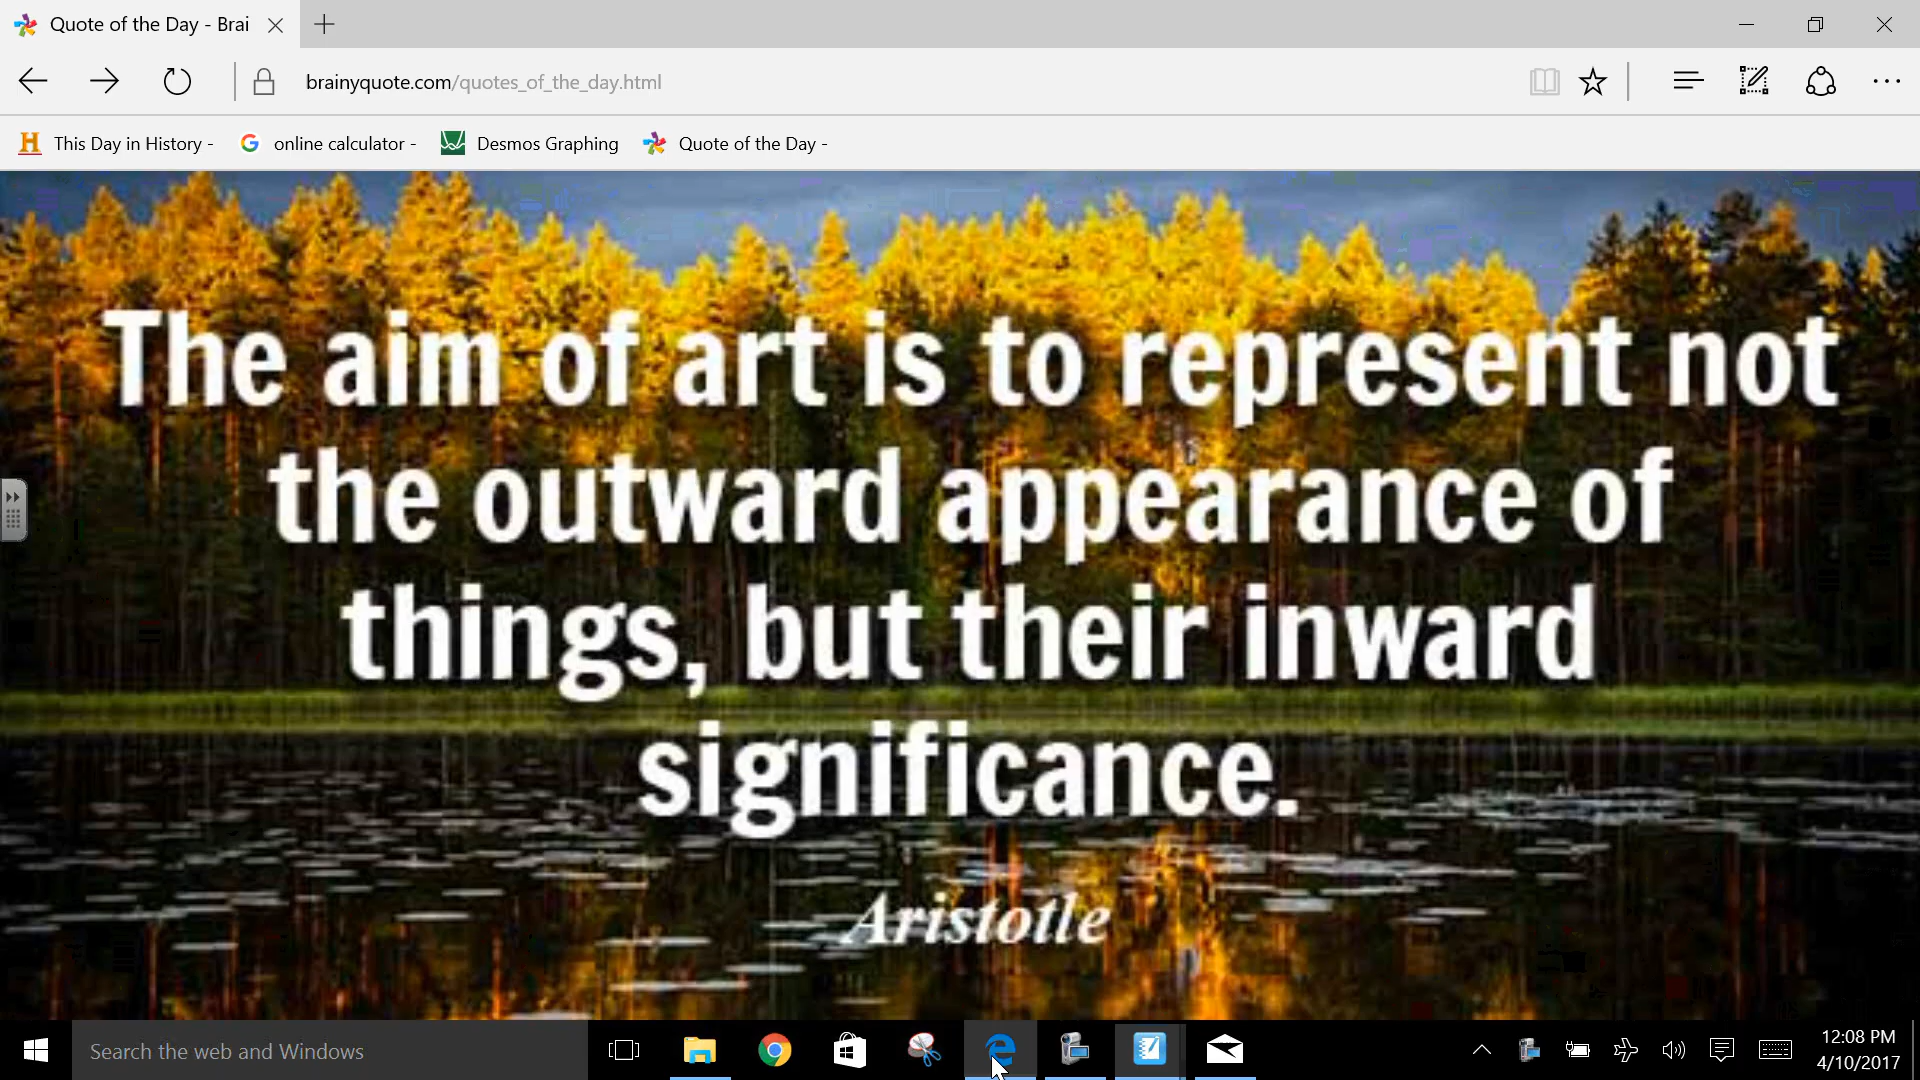 Quote of the Day - Brai
brainyquote.com/quotes_of_the_day.html
This Day in History - online calculator - Desmos Graphing Quote of the Day -
The aim of art is to represent not
the outward appearance of
things, but their inward
significance.
Aristotle
Search the web and Windows
12:08 PM
4/10/2017